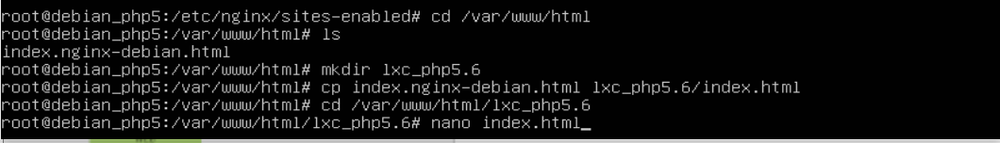 root@debian_php5:/etc/nginx/sites-enabled# cd /var/www/html
root@debian_php5:/var/www/html# ls
index.nginx-debian.html
root@debian_php5:/var/www/html# mkdir lxc_php5.6
root@debian_php5:/var/www/html# cp index.nginx-debian.html lxc_php5.6/index.html
root@debian_php5:/var/www/html# cd /var/www/html/lxc_php5.6
root@debian_php5:/var/www/html/lxc_php5.6# nano index.html_